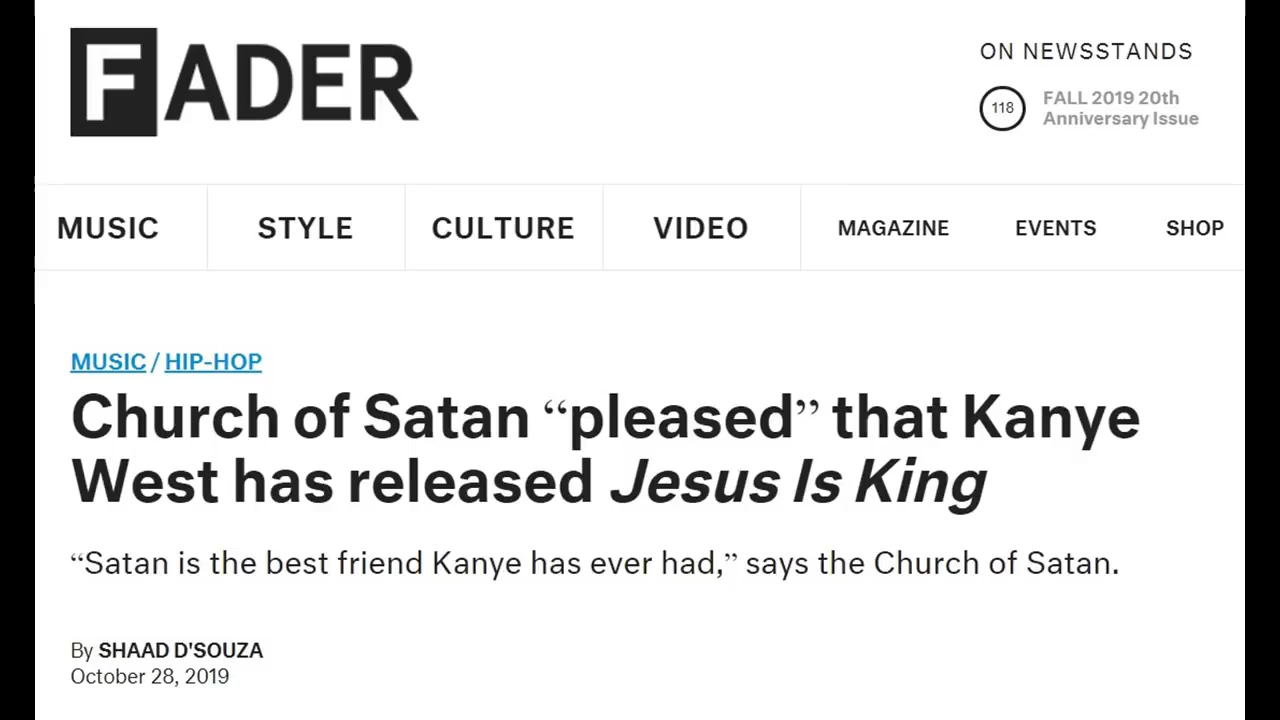 FADER
ON NEWSSTANDS
118
FALL 2019 20th
Anniversary Issue
MUSIC
STYLE
CULTURE
VIDEO
MAGAZINE
EVENTS
SHOP
MUSIC / HIP-HOP
Church of Satan “pleased” that Kanye
West has released Jesus Is King
“Satan is the best friend Kanye has ever had,” says the Church of Satan.
By SHAAD D'SOUZA
October 28, 2019